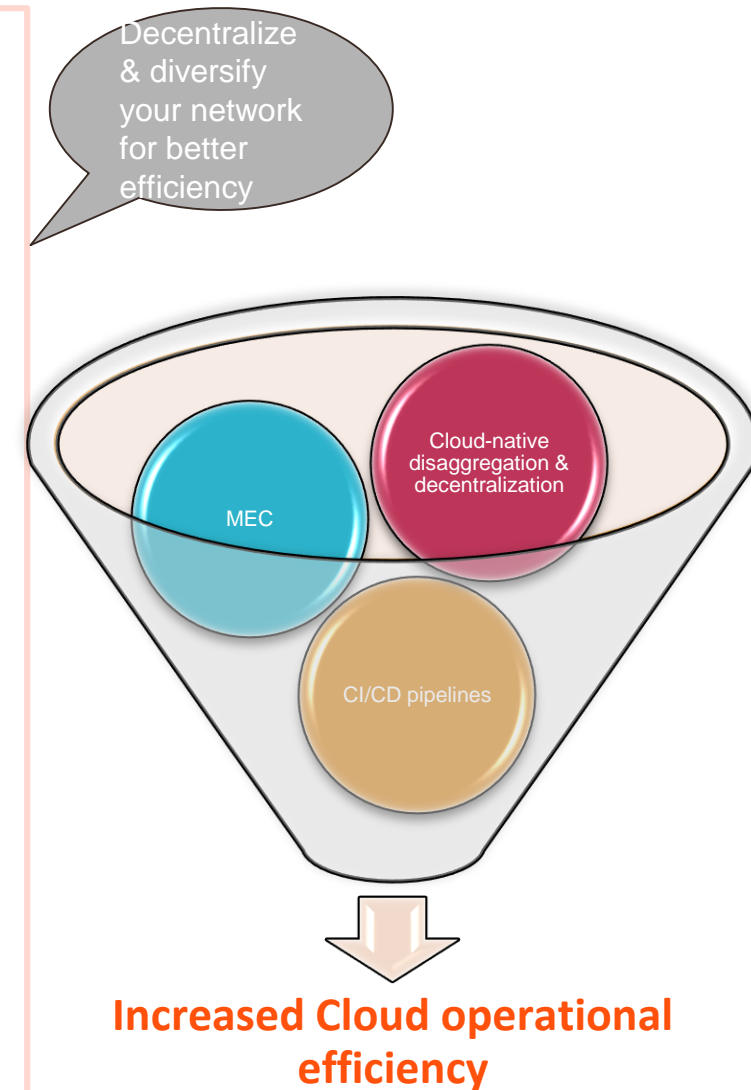 Decentralize
& diversify
your network
for better
efficiency
Cloud-native
disaggregation &
decentralization
MEC
CI/CD pipelines
Increased Cloud operational
efficiency